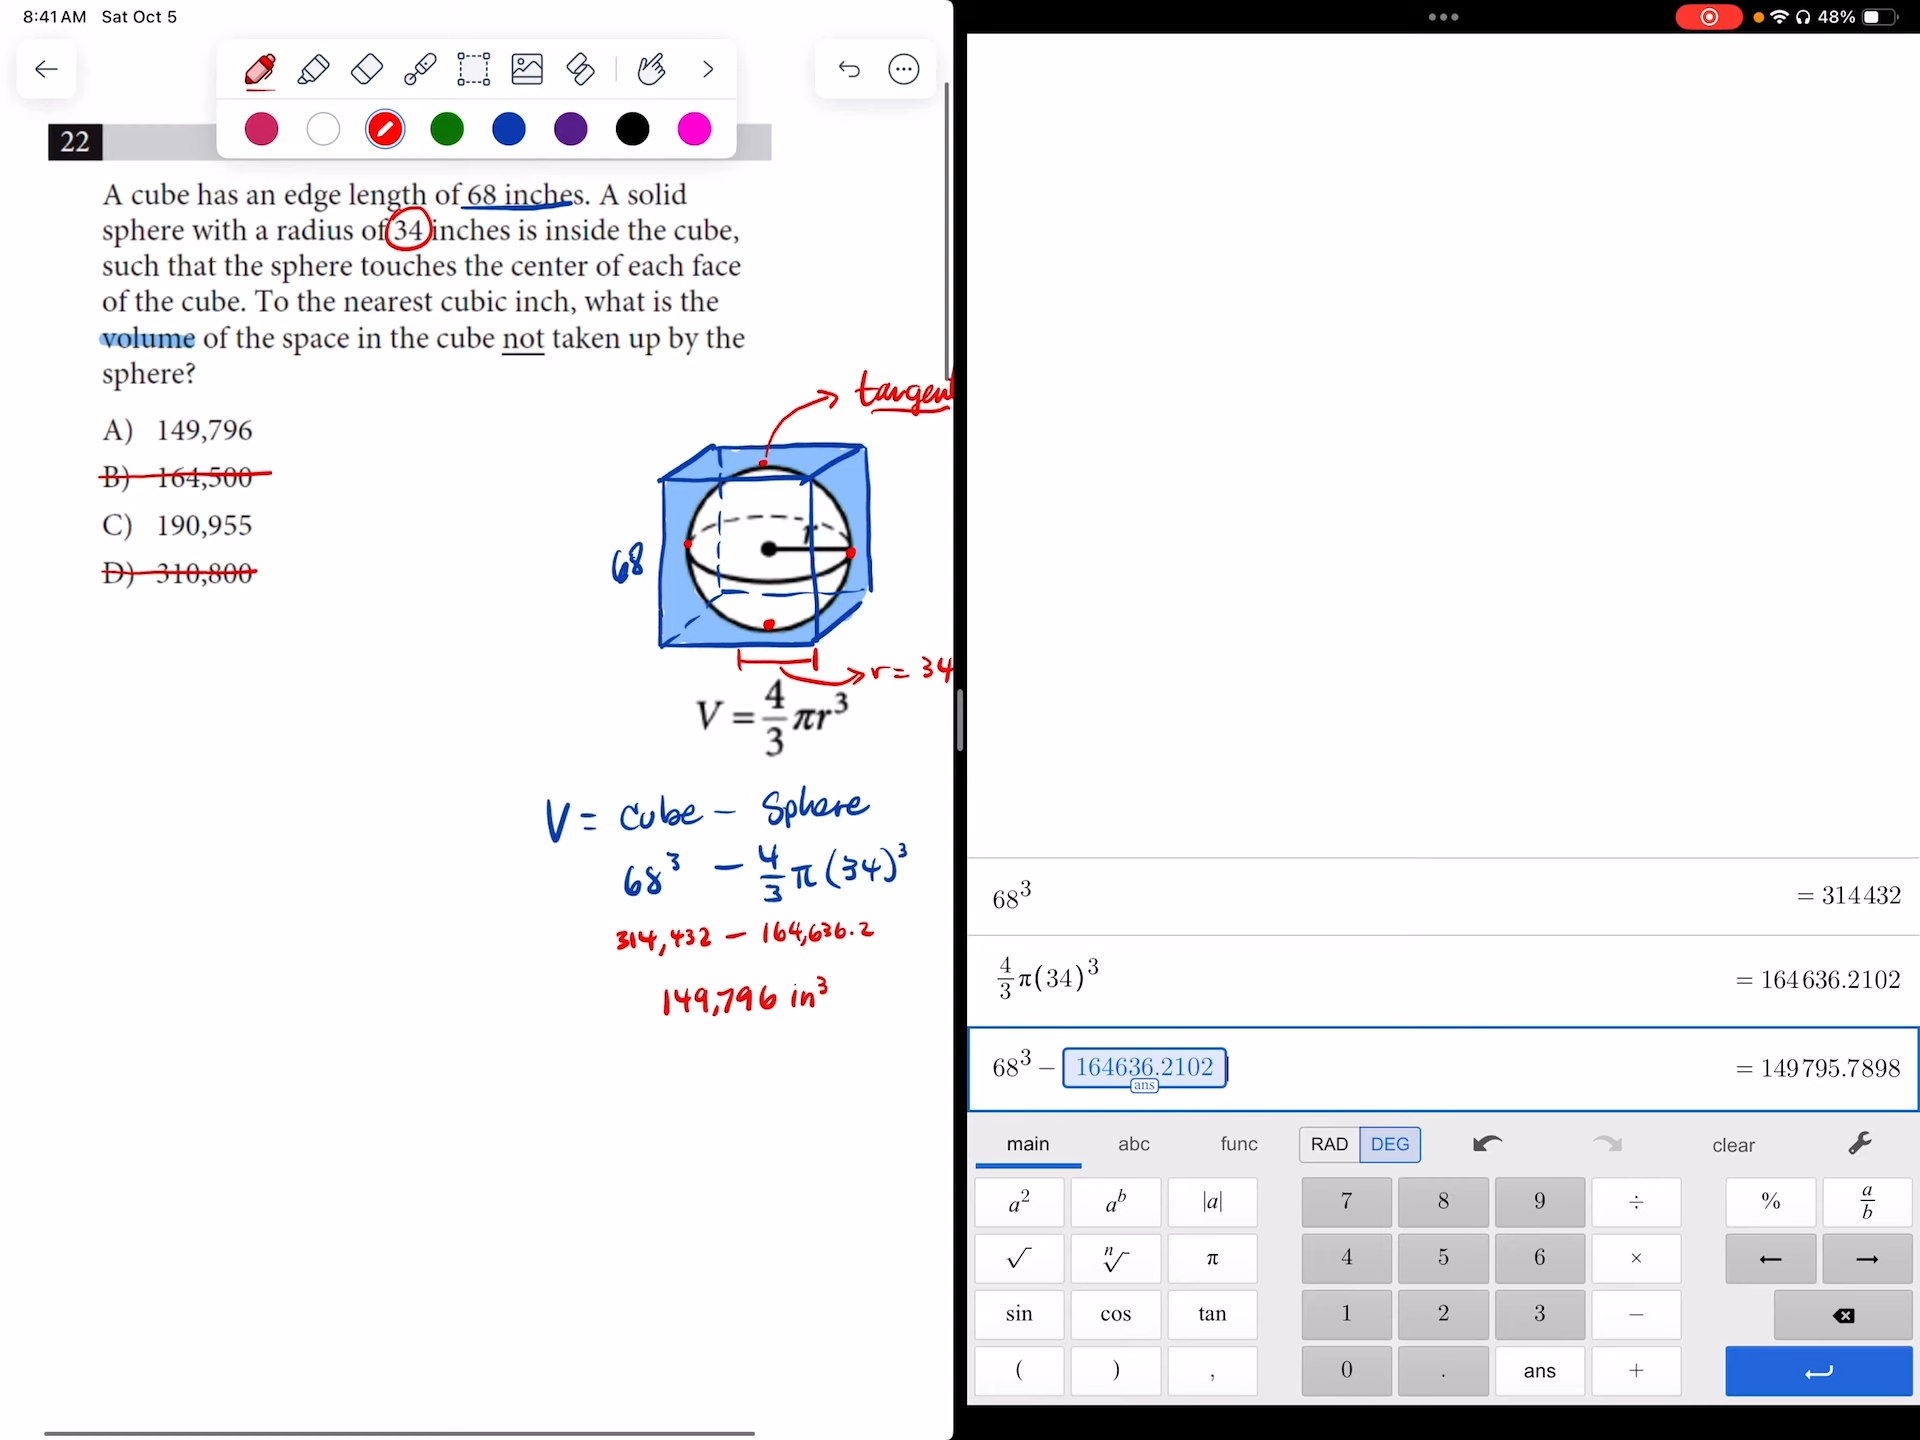 8:41 AM Sat Oct 5
48%
22
A cube has an edge length of 68 inches. A solid
sphere with a radius of 34 inches is inside the cube,
such that the sphere touches the center of each face
of the cube. To the nearest cubic inch, what is the
volume of the space in the cube not taken up by the
sphere?
A) 149,796
B) 164,500
C) 190,955
D) 310,800
tangen
68
r
r = 34
V = 4/3 πr³
V = Cube – Sphere
68³ – 4/3 π (34)³
314,432 – 164,636.2
149,796 in³
68³ = 314432
4/3 π(34)³ = 164636.2102
68³ − 164636.2102 = 149795.7898
ans
main abc func RAD DEG clear
a² aᵇ |a| 7 8 9 ÷ % a/b
√ ⁿ√ π 4 5 6 × ← →
sin cos tan 1 2 3 −
( ) , 0 . ans +